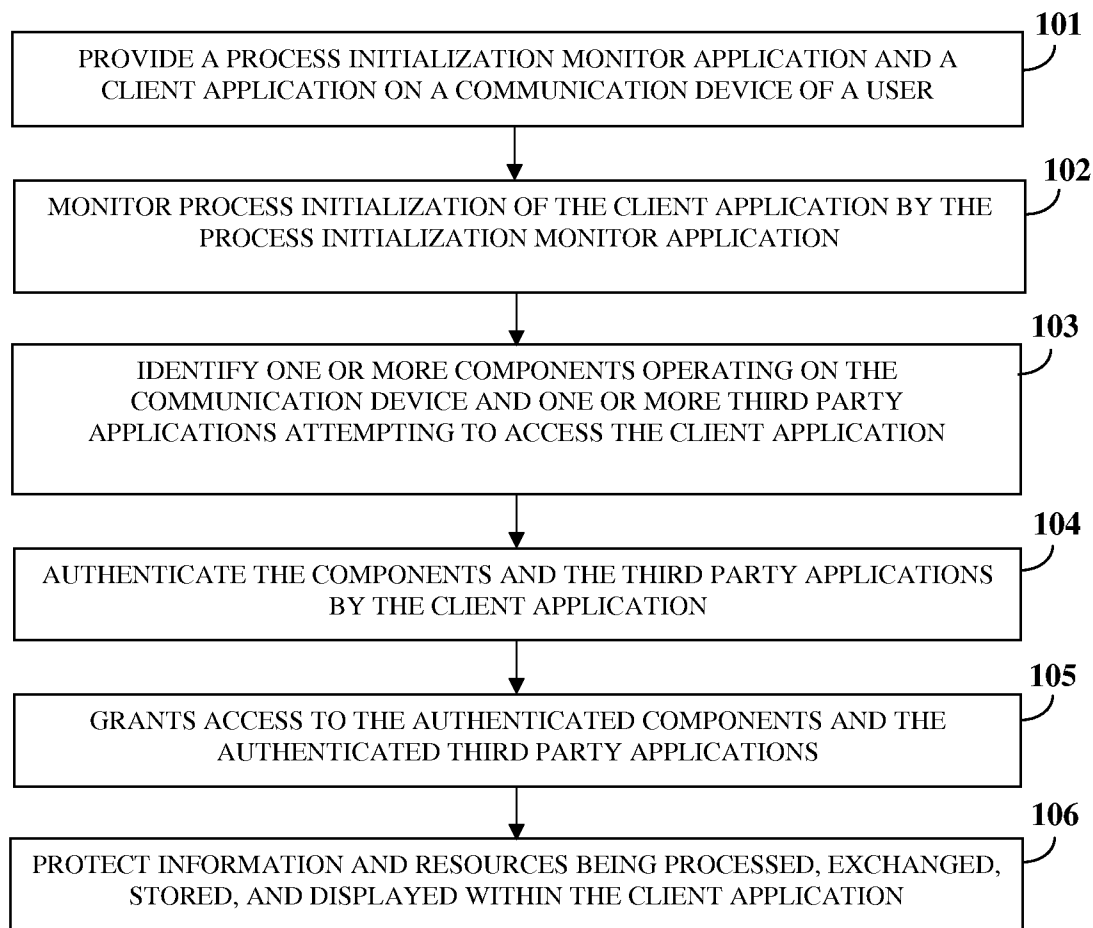 101
PROVIDE A PROCESS INITIALIZATION MONITOR APPLICATION AND A
CLIENT APPLICATION ON A COMMUNICATION DEVICE OF A USER
102
MONITOR PROCESS INITIALIZATION OF THE CLIENT APPLICATION BY THE
PROCESS INITIALIZATION MONITOR APPLICATION
103
IDENTIFY ONE OR MORE COMPONENTS OPERATING ON THE
COMMUNICATION DEVICE AND ONE OR MORE THIRD PARTY
APPLICATIONS ATTEMPTING TO ACCESS THE CLIENT APPLICATION
104
AUTHENTICATE THE COMPONENTS AND THE THIRD PARTY APPLICATIONS
BY THE CLIENT APPLICATION
105
GRANTS ACCESS TO THE AUTHENTICATED COMPONENTS AND THE
AUTHENTICATED THIRD PARTY APPLICATIONS
106
PROTECT INFORMATION AND RESOURCES BEING PROCESSED, EXCHANGED,
STORED, AND DISPLAYED WITHIN THE CLIENT APPLICATION